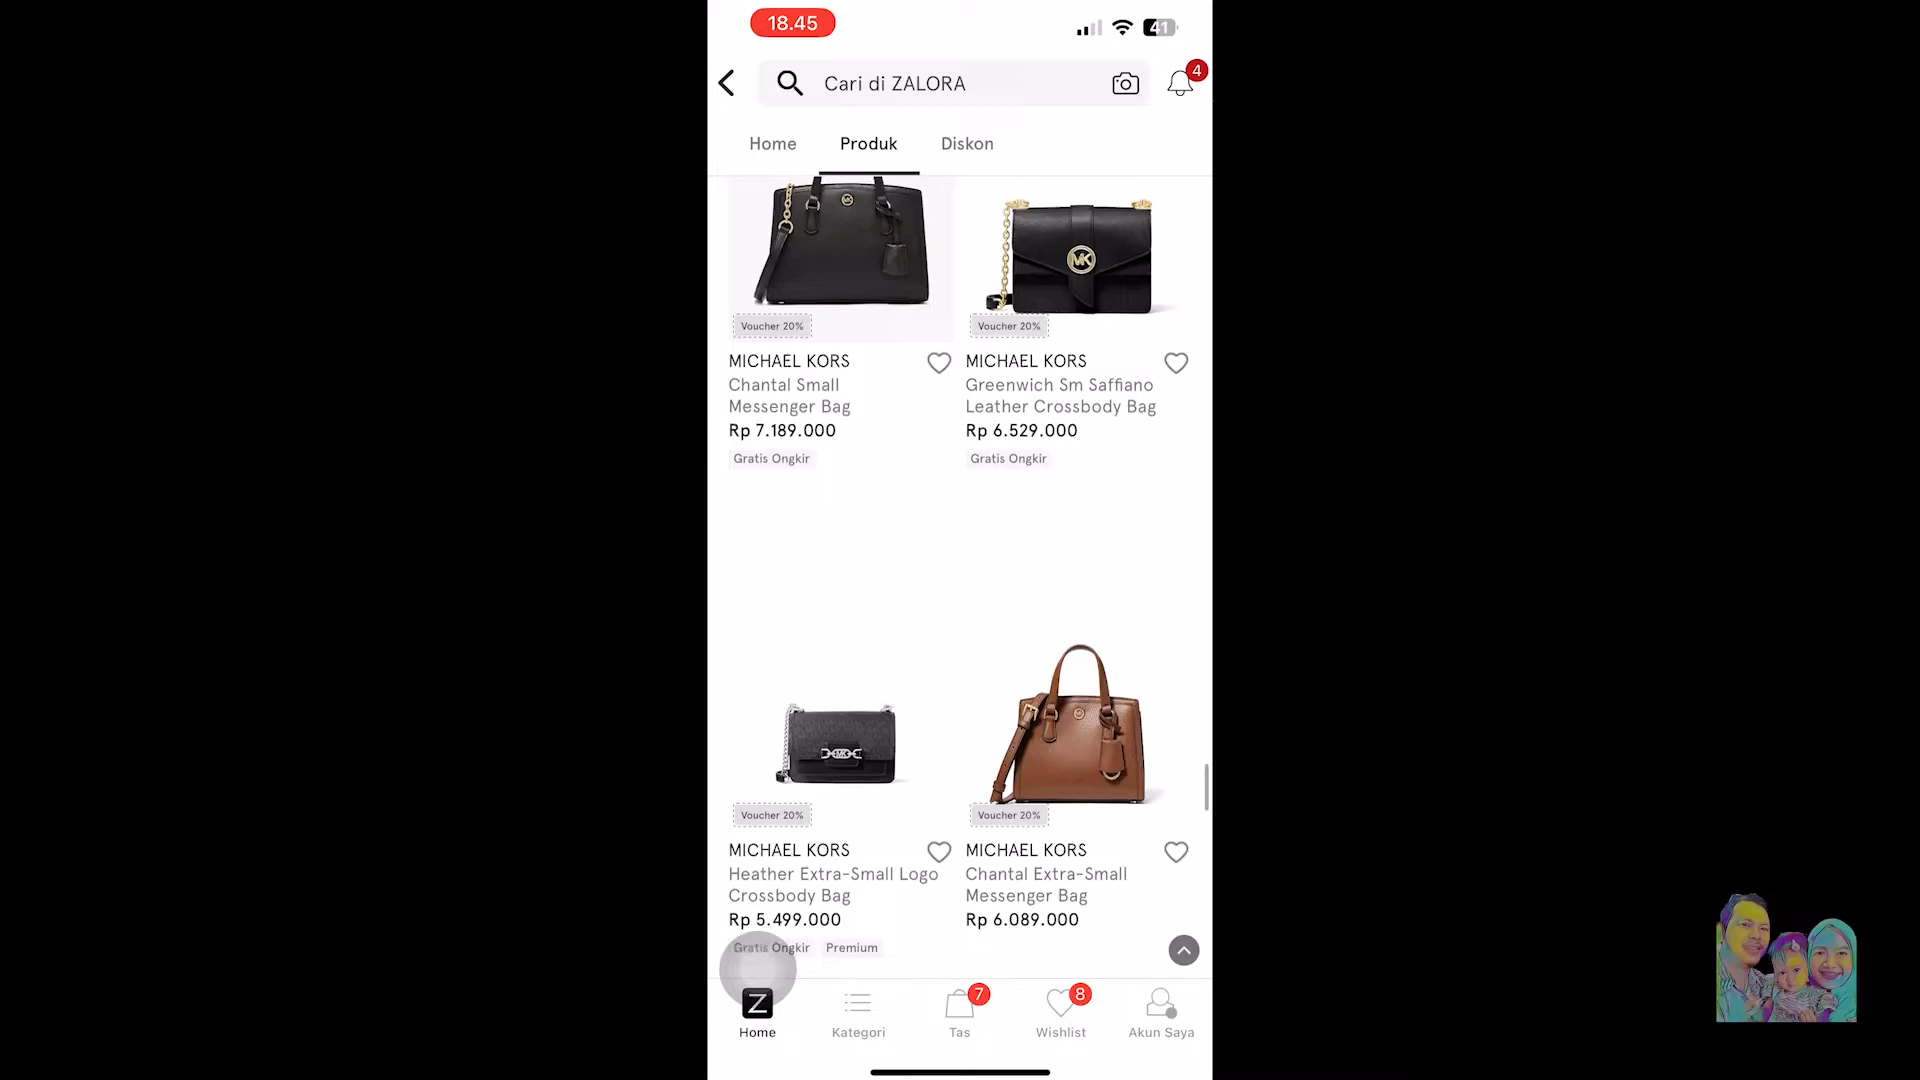 18.45
41
Cari di ZALORA
4
Home
Produk
Diskon
MK
Voucher 20%
Voucher 20%
MICHAEL KORS
Chantal Small
Messenger Bag
Rp 7.189.000
Gratis Ongkir
MICHAEL KORS
Greenwich Sm Saffiano
Leather Crossbody Bag
Rp 6.529.000
Gratis Ongkir
MK
Voucher 20%
Voucher 20%
MICHAEL KORS
Heather Extra-Small Logo
Crossbody Bag
Rp 5.499.000
Gratis Ongkir
Premium
MICHAEL KORS
Chantal Extra-Small
Messenger Bag
Rp 6.089.000
Z
7
8
Home
Kategori
Tas
Wishlist
Akun Saya